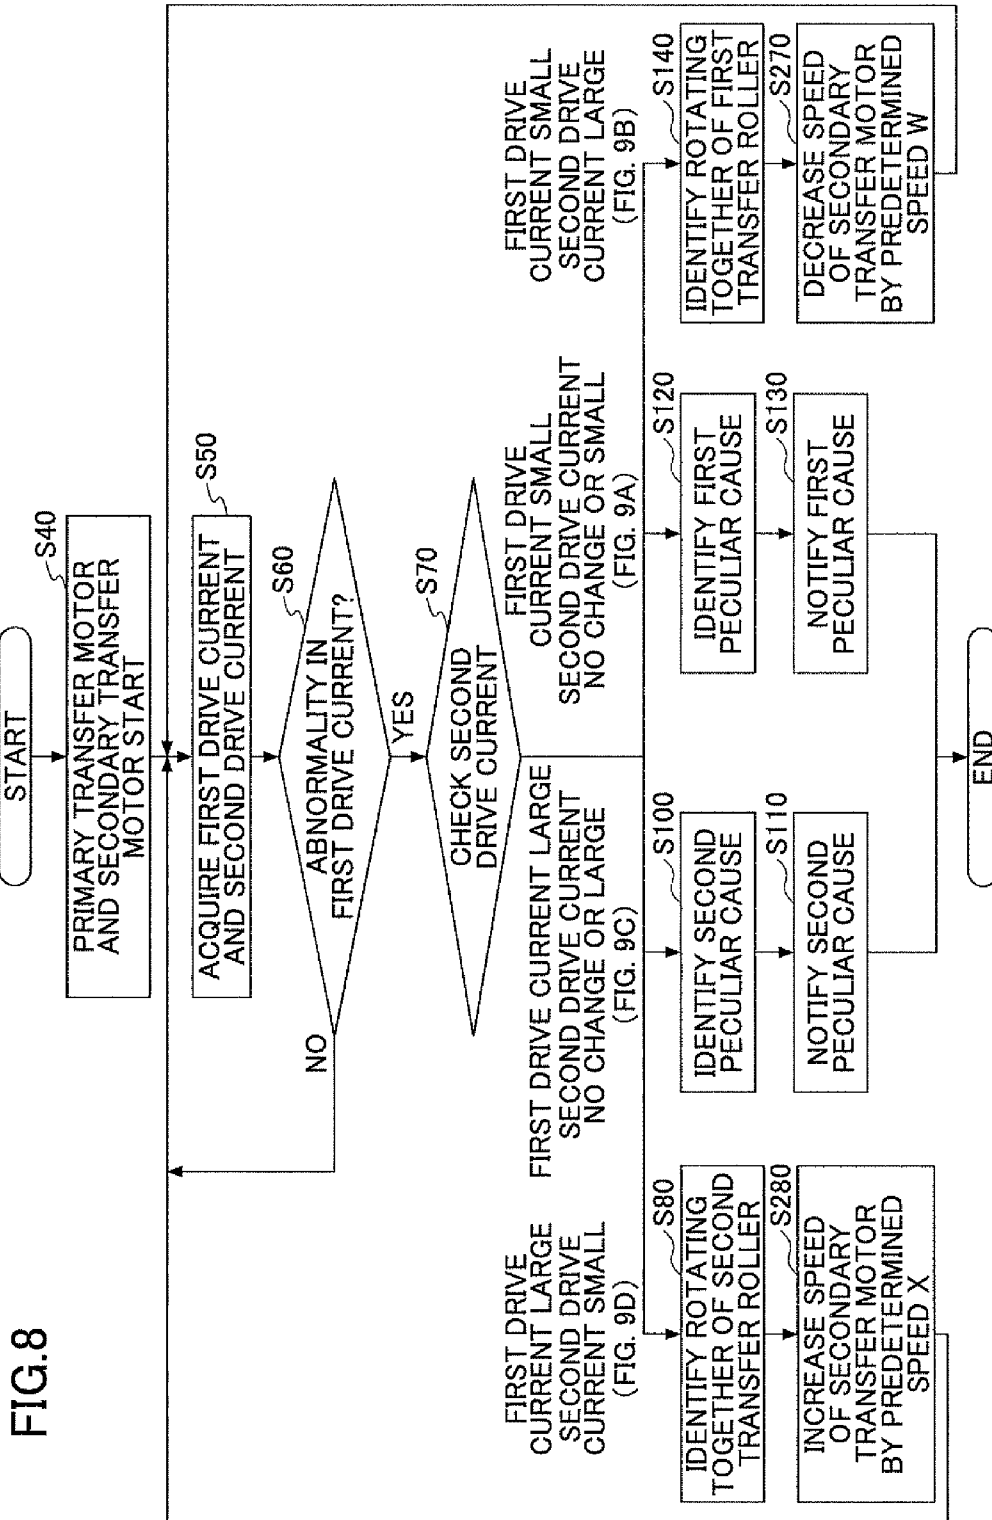 FIG.8
START
S40
PRIMARY TRANSFER MOTOR
AND SECONDARY TRANSFER
MOTOR START
S50
ACQUIRE FIRST DRIVE CURRENT
AND SECOND DRIVE CURRENT
S60
ABNORMALITY IN
FIRST DRIVE CURRENT?
NO
YES
S70
CHECK SECOND
DRIVE CURRENT
FIRST DRIVE
CURRENT LARGE
SECOND DRIVE
CURRENT SMALL
(FIG. 9D)
S80
IDENTIFY ROTATING
TOGETHER OF SECOND
TRANSFER ROLLER
S280
INCREASE SPEED
OF SECONDARY
TRANSFER MOTOR
BY PREDETERMINED
SPEED X
FIRST DRIVE CURRENT LARGE
SECOND DRIVE CURRENT
NO CHANGE OR LARGE
(FIG. 9C)
S100
IDENTIFY SECOND
PECULIAR CAUSE
S110
NOTIFY SECOND
PECULIAR CAUSE
FIRST DRIVE
CURRENT SMALL
SECOND DRIVE CURRENT
NO CHANGE OR SMALL
(FIG. 9A)
S120
IDENTIFY FIRST
PECULIAR CAUSE
S130
NOTIFY FIRST
PECULIAR CAUSE
FIRST DRIVE
CURRENT SMALL
SECOND DRIVE
CURRENT LARGE
(FIG. 9B)
S140
IDENTIFY ROTATING
TOGETHER OF FIRST
TRANSFER ROLLER
S270
DECREASE SPEED
OF SECONDARY
TRANSFER MOTOR
BY PREDETERMINED
SPEED W
END